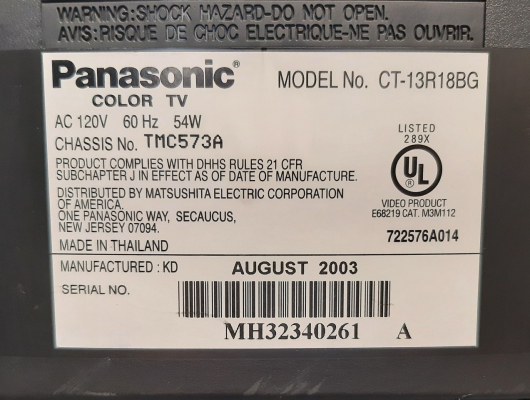 WARNING:SHOCK HAZARD-DO NOT OPEN.
AVIS:RISQUE DE CHOC ELECTRIQUE-NE PAS OUVRIR.
Panasonic® MODEL No. CT-13R18BG
COLOR TV
AC 120V 60 Hz 54W
CHASSIS No. TMC573A
LISTED
289X
UL
®
VIDEO PRODUCT
E68219 CAT. M3M112
722576A014
PRODUCT COMPLIES WITH DHHS RULES 21 CFR
SUBCHAPTER J IN EFFECT AS OF DATE OF MANUFACTURE.
DISTRIBUTED BY MATSUSHITA ELECTRIC CORPORATION
OF AMERICA.
ONE PANASONIC WAY, SECAUCUS,
NEW JERSEY 07094.
MADE IN THAILAND
MANUFACTURED : KD AUGUST 2003
SERIAL NO.
MH32340261 A